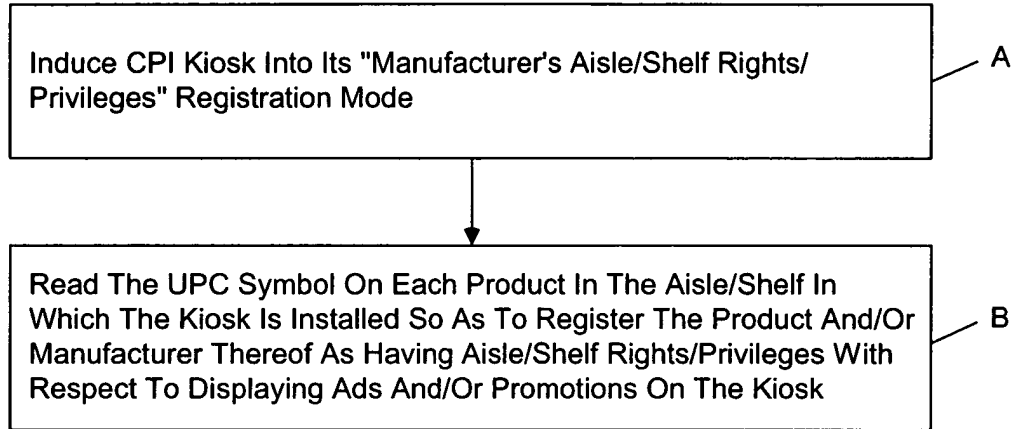 Induce CPI Kiosk Into Its "Manufacturer's Aisle/Shelf Rights/
Privileges" Registration Mode
A
Read The UPC Symbol On Each Product In The Aisle/Shelf In
Which The Kiosk Is Installed So As To Register The Product And/Or
Manufacturer Thereof As Having Aisle/Shelf Rights/Privileges With
Respect To Displaying Ads And/Or Promotions On The Kiosk
B